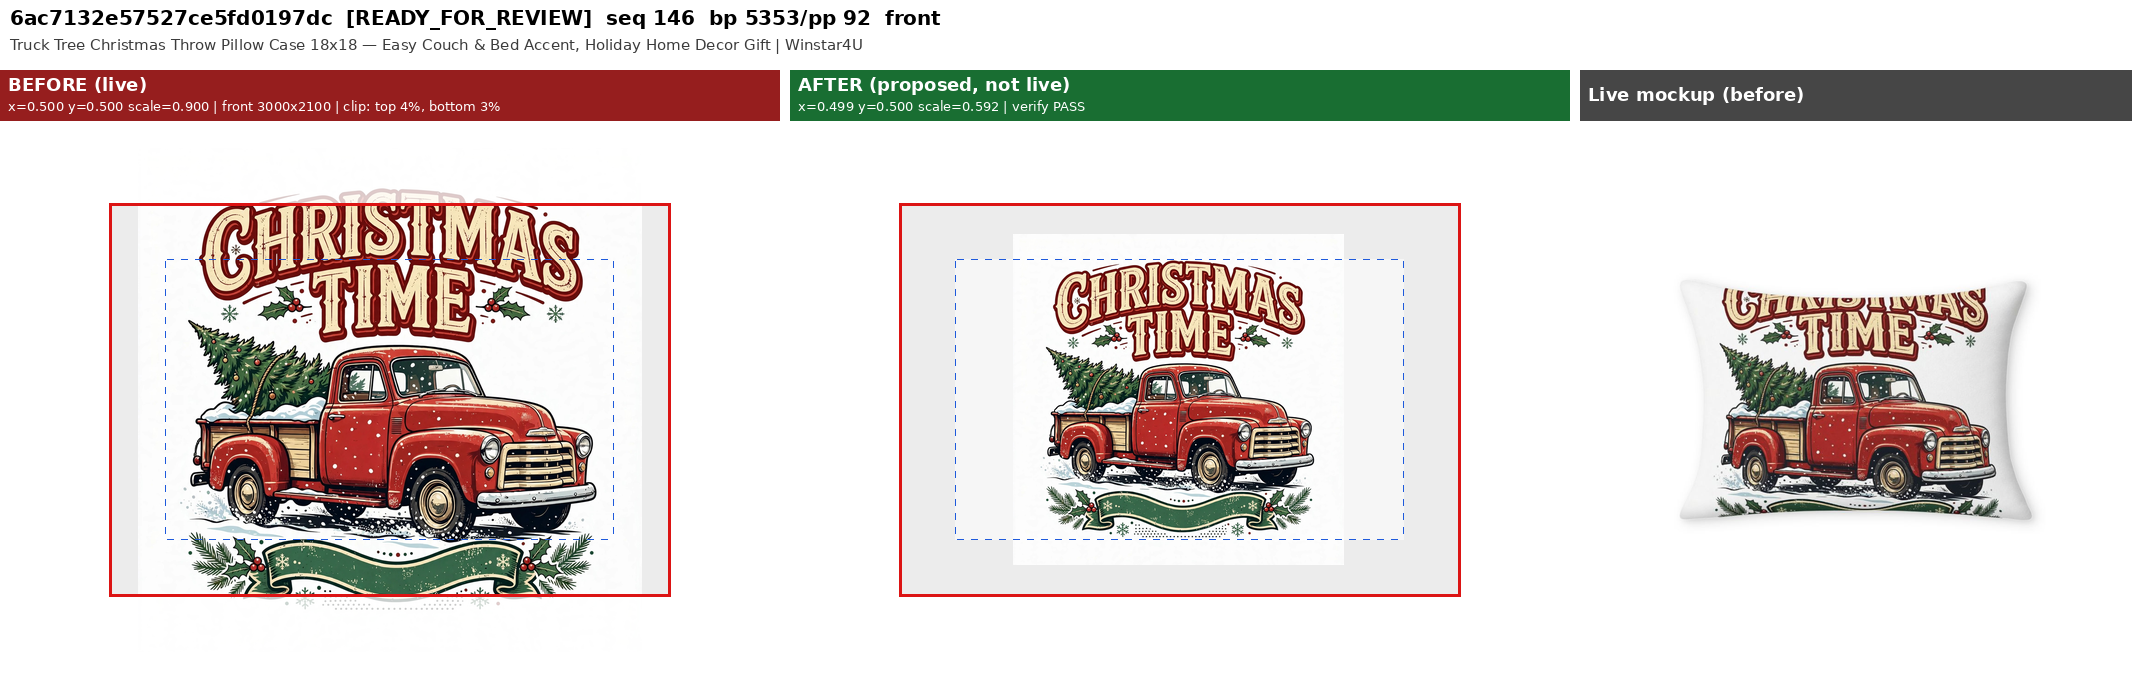 6ac7132e57527ce5fd0197dc [READY_FOR_REVIEW] seq 146 bp 5353/pp 92 front
Truck Tree Christmas Throw Pillow Case 18x18 — Easy Couch & Bed Accent, Holiday Home Decor Gift | Winstar4U
BEFORE (live)
x=0.500 y=0.500 scale=0.900 | front 3000x2100 | clip: top 4%, bottom 3%
AFTER (proposed, not live)
x=0.499 y=0.500 scale=0.592 | verify PASS
Live mockup (before)
CHRISTMAS
TIME
CHRISTMAS
TIME
CHRISTMAS
TIME